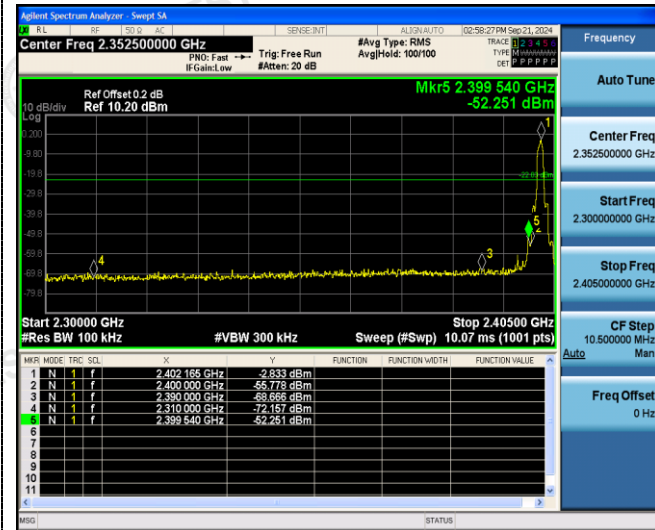 Agilent Spectrum Analyzer - Swept SA
RL RF 50 Ω AC SENSE:INT ALIGNAUTO 02:58:27PM Sep 21, 2024
Center Freq 2.352500000 GHz
PNO: Fast
IFGain:Low
Trig: Free Run
#Atten: 20 dB
#Avg Type: RMS
Avg|Hold: 100/100
TRACE 1 2 3 4 5 6
TYPE
DET P P P P P P
Frequency
Auto Tune
Center Freq
2.352500000 GHz
Start Freq
2.300000000 GHz
Stop Freq
2.405000000 GHz
CF Step
10.500000 MHz
Auto Man
Freq Offset
0 Hz
Ref Offset 0.2 dB
Ref 10.20 dBm
10 dB/div
Log
Mkr5 2.399 540 GHz
-52.251 dBm
0.200
-9.80
-19.8
-29.8
-39.8
-49.8
-59.8
-69.8
-79.8
1
5
2
3
4
Start 2.30000 GHz
Stop 2.40500 GHz
#Res BW 100 kHz #VBW 300 kHz Sweep (#Swp) 10.07 ms (1001 pts)
MKR MODE TRC SCL X Y FUNCTION FUNCTION WIDTH FUNCTION VALUE
1 N 1 f 2.402 165 GHz -2.833 dBm
2 N 1 f 2.400 000 GHz -55.778 dBm
3 N 1 f 2.390 000 GHz -68.666 dBm
4 N 1 f 2.310 000 GHz -72.157 dBm
5 N 1 f 2.399 540 GHz -52.251 dBm
6
7
8
9
10
11
MSG STATUS